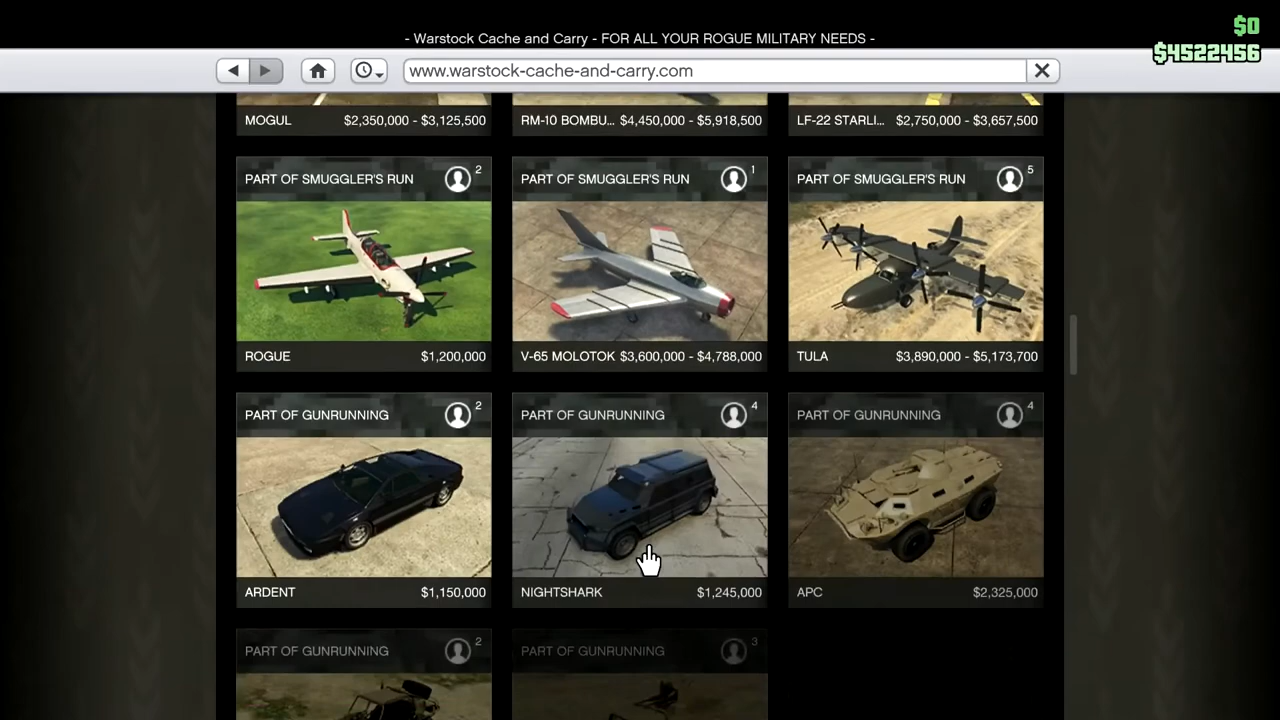 $0
- Warstock Cache and Carry - FOR ALL YOUR ROGUE MILITARY NEEDS -
$4522456
www.warstock-cache-and-carry.com
MOGUL $2,350,000 - $3,125,500
RM-10 BOMBU... $4,450,000 - $5,918,500
LF-22 STARLI... $2,750,000 - $3,657,500
PART OF SMUGGLER'S RUN 2
PART OF SMUGGLER'S RUN 1
PART OF SMUGGLER'S RUN 5
ROGUE $1,200,000
V-65 MOLOTOK $3,600,000 - $4,788,000
TULA $3,890,000 - $5,173,700
PART OF GUNRUNNING 2
PART OF GUNRUNNING 4
PART OF GUNRUNNING 4
ARDENT $1,150,000
NIGHTSHARK $1,245,000
APC $2,325,000
PART OF GUNRUNNING 2
PART OF GUNRUNNING 3